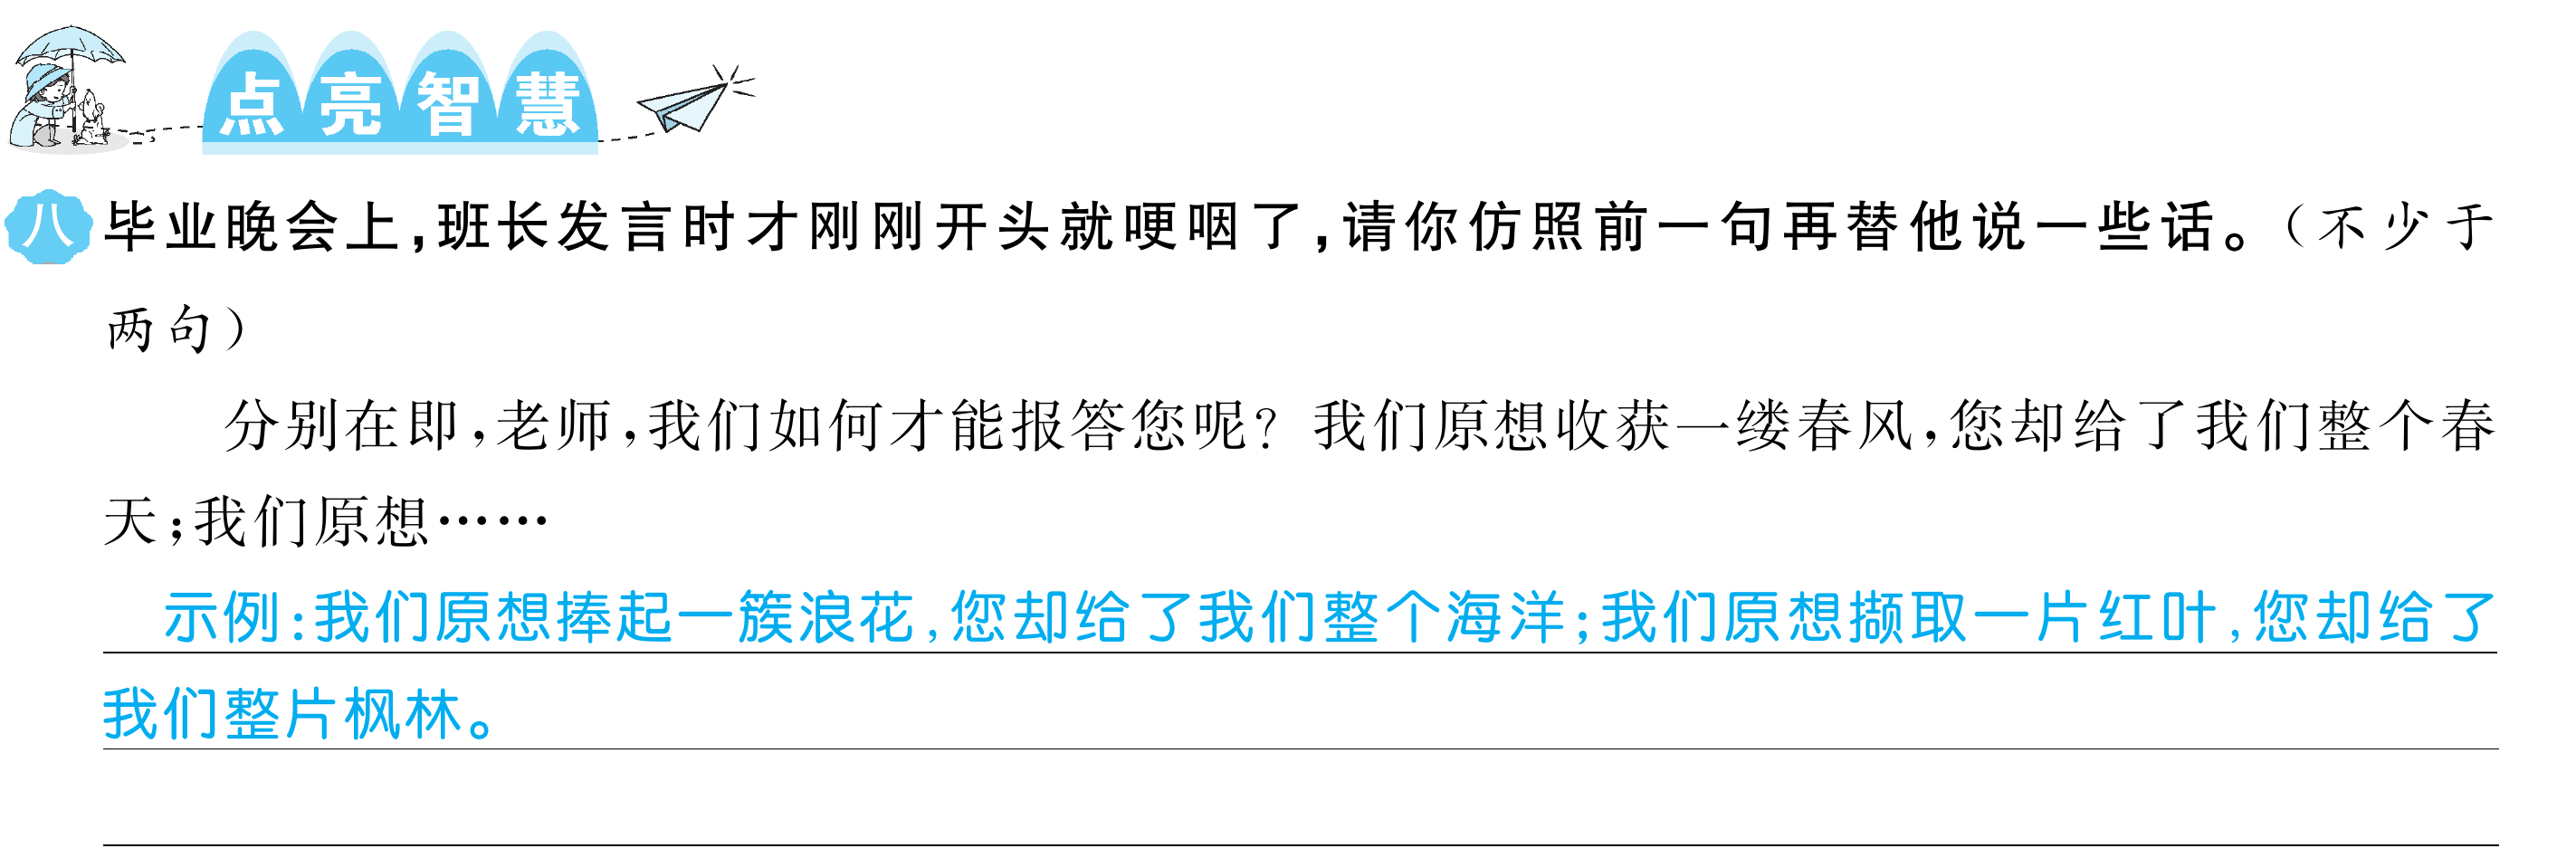 点亮智慧
八 毕业晚会上,班长发言时才刚刚开头就哽咽了,请你仿照前一句再替他说一些话。(不少于
两句)
分别在即,老师,我们如何才能报答您呢? 我们原想收获一缕春风,您却给了我们整个春
天;我们原想……
示例:我们原想捧起一簇浪花,您却给了我们整个海洋;我们原想撷取一片红叶,您却给了
我们整片枫林。